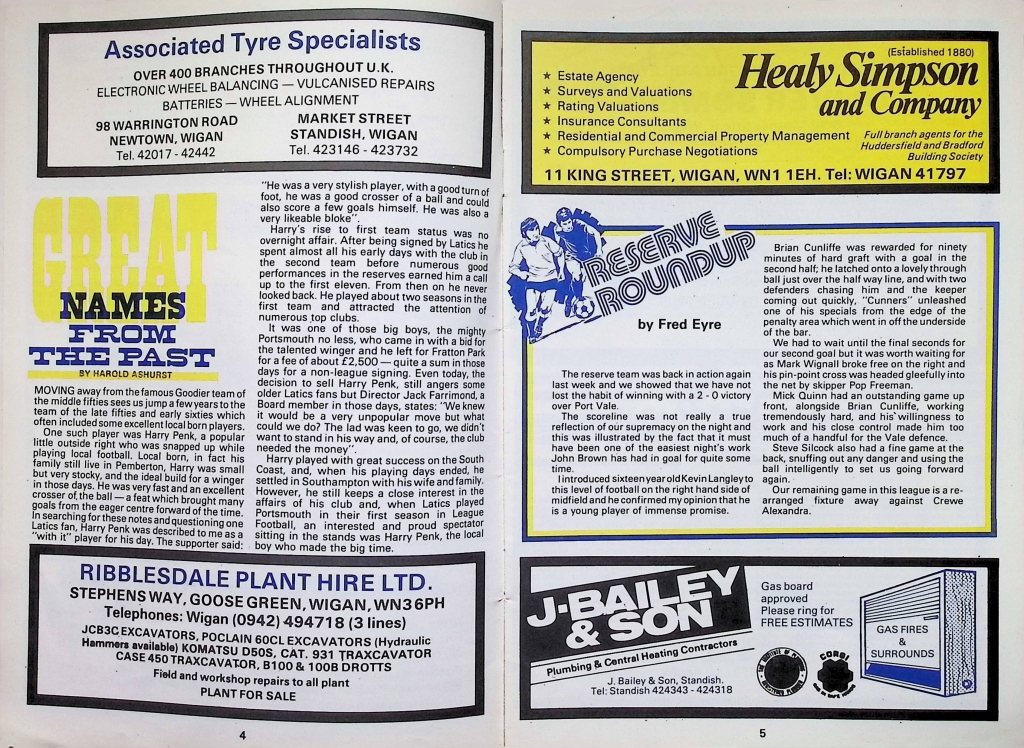 Associated Tyre Specialists
OVER 400 BRANCHES THROUGHOUT U.K.
ELECTRONIC WHEEL BALANCING — VULCANISED REPAIRS
BATTERIES — WHEEL ALIGNMENT
98 WARRINGTON ROAD
NEWTOWN, WIGAN
Tel. 42017 - 42442
MARKET STREET
STANDISH, WIGAN
Tel. 423146 - 423732
GREAT
NAMES
FROM
THE PAST
BY HAROLD ASHURST
MOVING away from the famous Goodier team of
the middle fifties sees us jump a few years to the
team of the late fifties and early sixties which
often included some excellent local born players.
One such player was Harry Penk, a popular
little outside right who was snapped up while
playing local football. Local born, in fact his
family still live in Pemberton, Harry was small
but very stocky, and the ideal build for a winger
in those days. He was very fast and an excellent
crosser of the ball — a feat which brought many
goals from the eager centre forward of the time.
In searching for these notes and questioning one
Latics fan, Harry Penk was described to me as a
"with it" player for his day. The supporter said:
"He was a very stylish player, with a good turn of
foot, he was a good crosser of a ball and could
also score a few goals himself. He was also a
very likeable bloke".
Harry's rise to first team status was no
overnight affair. After being signed by Latics he
spent almost all his early days with the club in
the second team before numerous good
performances in the reserves earned him a call
up to the first eleven. From then on he never
looked back. He played about two seasons in the
first team and attracted the attention of
numerous top clubs.
It was one of those big boys, the mighty
Portsmouth no less, who came in with a bid for
the talented winger and he left for Fratton Park
for a fee of about £2,500 — quite a sum in those
days for a non-league signing. Even today, the
decision to sell Harry Penk, still angers some
older Latics fans but Director Jack Farrimond, a
Board member in those days, states: "We knew
it would be a very unpopular move but what
could we do? The lad was keen to go, we didn't
want to stand in his way and, of course, the club
needed the money".
Harry played with great success on the South
Coast, and, when his playing days ended, he
settled in Southampton with his wife and family.
However, he still keeps a close interest in the
affairs of his club and, when Latics played
Portsmouth in their first season in League
Football, an interested and proud spectator
sitting in the stands was Harry Penk, the local
boy who made the big time.
RIBBLESDALE PLANT HIRE LTD.
STEPHENS WAY, GOOSE GREEN, WIGAN, WN3 6PH
Telephones: Wigan (0942) 494718 (3 lines)
JCB3C EXCAVATORS, POCLAIN 60CL EXCAVATORS (Hydraulic
Hammers available) KOMATSU D50S, CAT. 931 TRAXCAVATOR
CASE 450 TRAXCAVATOR, B100 & 100B DROTTS
Field and workshop repairs to all plant
PLANT FOR SALE
4
(Established 1880)
Healy Simpson
and Company
★ Estate Agency
★ Surveys and Valuations
★ Rating Valuations
★ Insurance Consultants
★ Residential and Commercial Property Management
★ Compulsory Purchase Negotiations
Full branch agents for the
Huddersfield and Bradford
Building Society
11 KING STREET, WIGAN, WN1 1EH. Tel: WIGAN 41797
RESERVE
ROUNDUP
by Fred Eyre
The reserve team was back in action again
last week and we showed that we have not
lost the habit of winning with a 2 - 0 victory
over Port Vale.
The scoreline was not really a true
reflection of our supremacy on the night and
this was illustrated by the fact that it must
have been one of the easiest night's work
John Brown has had in goal for quite some
time.
I introduced sixteen year old Kevin Langley to
this level of football on the right hand side of
midfield and he confirmed my opinion that he
is a young player of immense promise.
Brian Cunliffe was rewarded for ninety
minutes of hard graft with a goal in the
second half; he latched onto a lovely through
ball just over the half way line, and with two
defenders chasing him and the keeper
coming out quickly, "Cunners" unleashed
one of his specials from the edge of the
penalty area which went in off the underside
of the bar.
We had to wait until the final seconds for
our second goal but it was worth waiting for
as Mark Wignall broke free on the right and
his pin-point cross was headed gleefully into
the net by skipper Pop Freeman.
Mick Quinn had an outstanding game up
front, alongside Brian Cunliffe, working
tremendously hard, and his willingness to
work and his close control made him too
much of a handful for the Vale defence.
Steve Silcock also had a fine game at the
back, snuffing out any danger and using the
ball intelligently to set us going forward
again.
Our remaining game in this league is a re-
arranged fixture away against Crewe
Alexandra.
J·BAILEY
& SON
Plumbing & Central Heating Contractors
J. Bailey & Son, Standish.
Tel: Standish 424343 - 424318
Gas board
approved
Please ring for
FREE ESTIMATES
CORGI
GAS FIRES
&
SURROUNDS
5